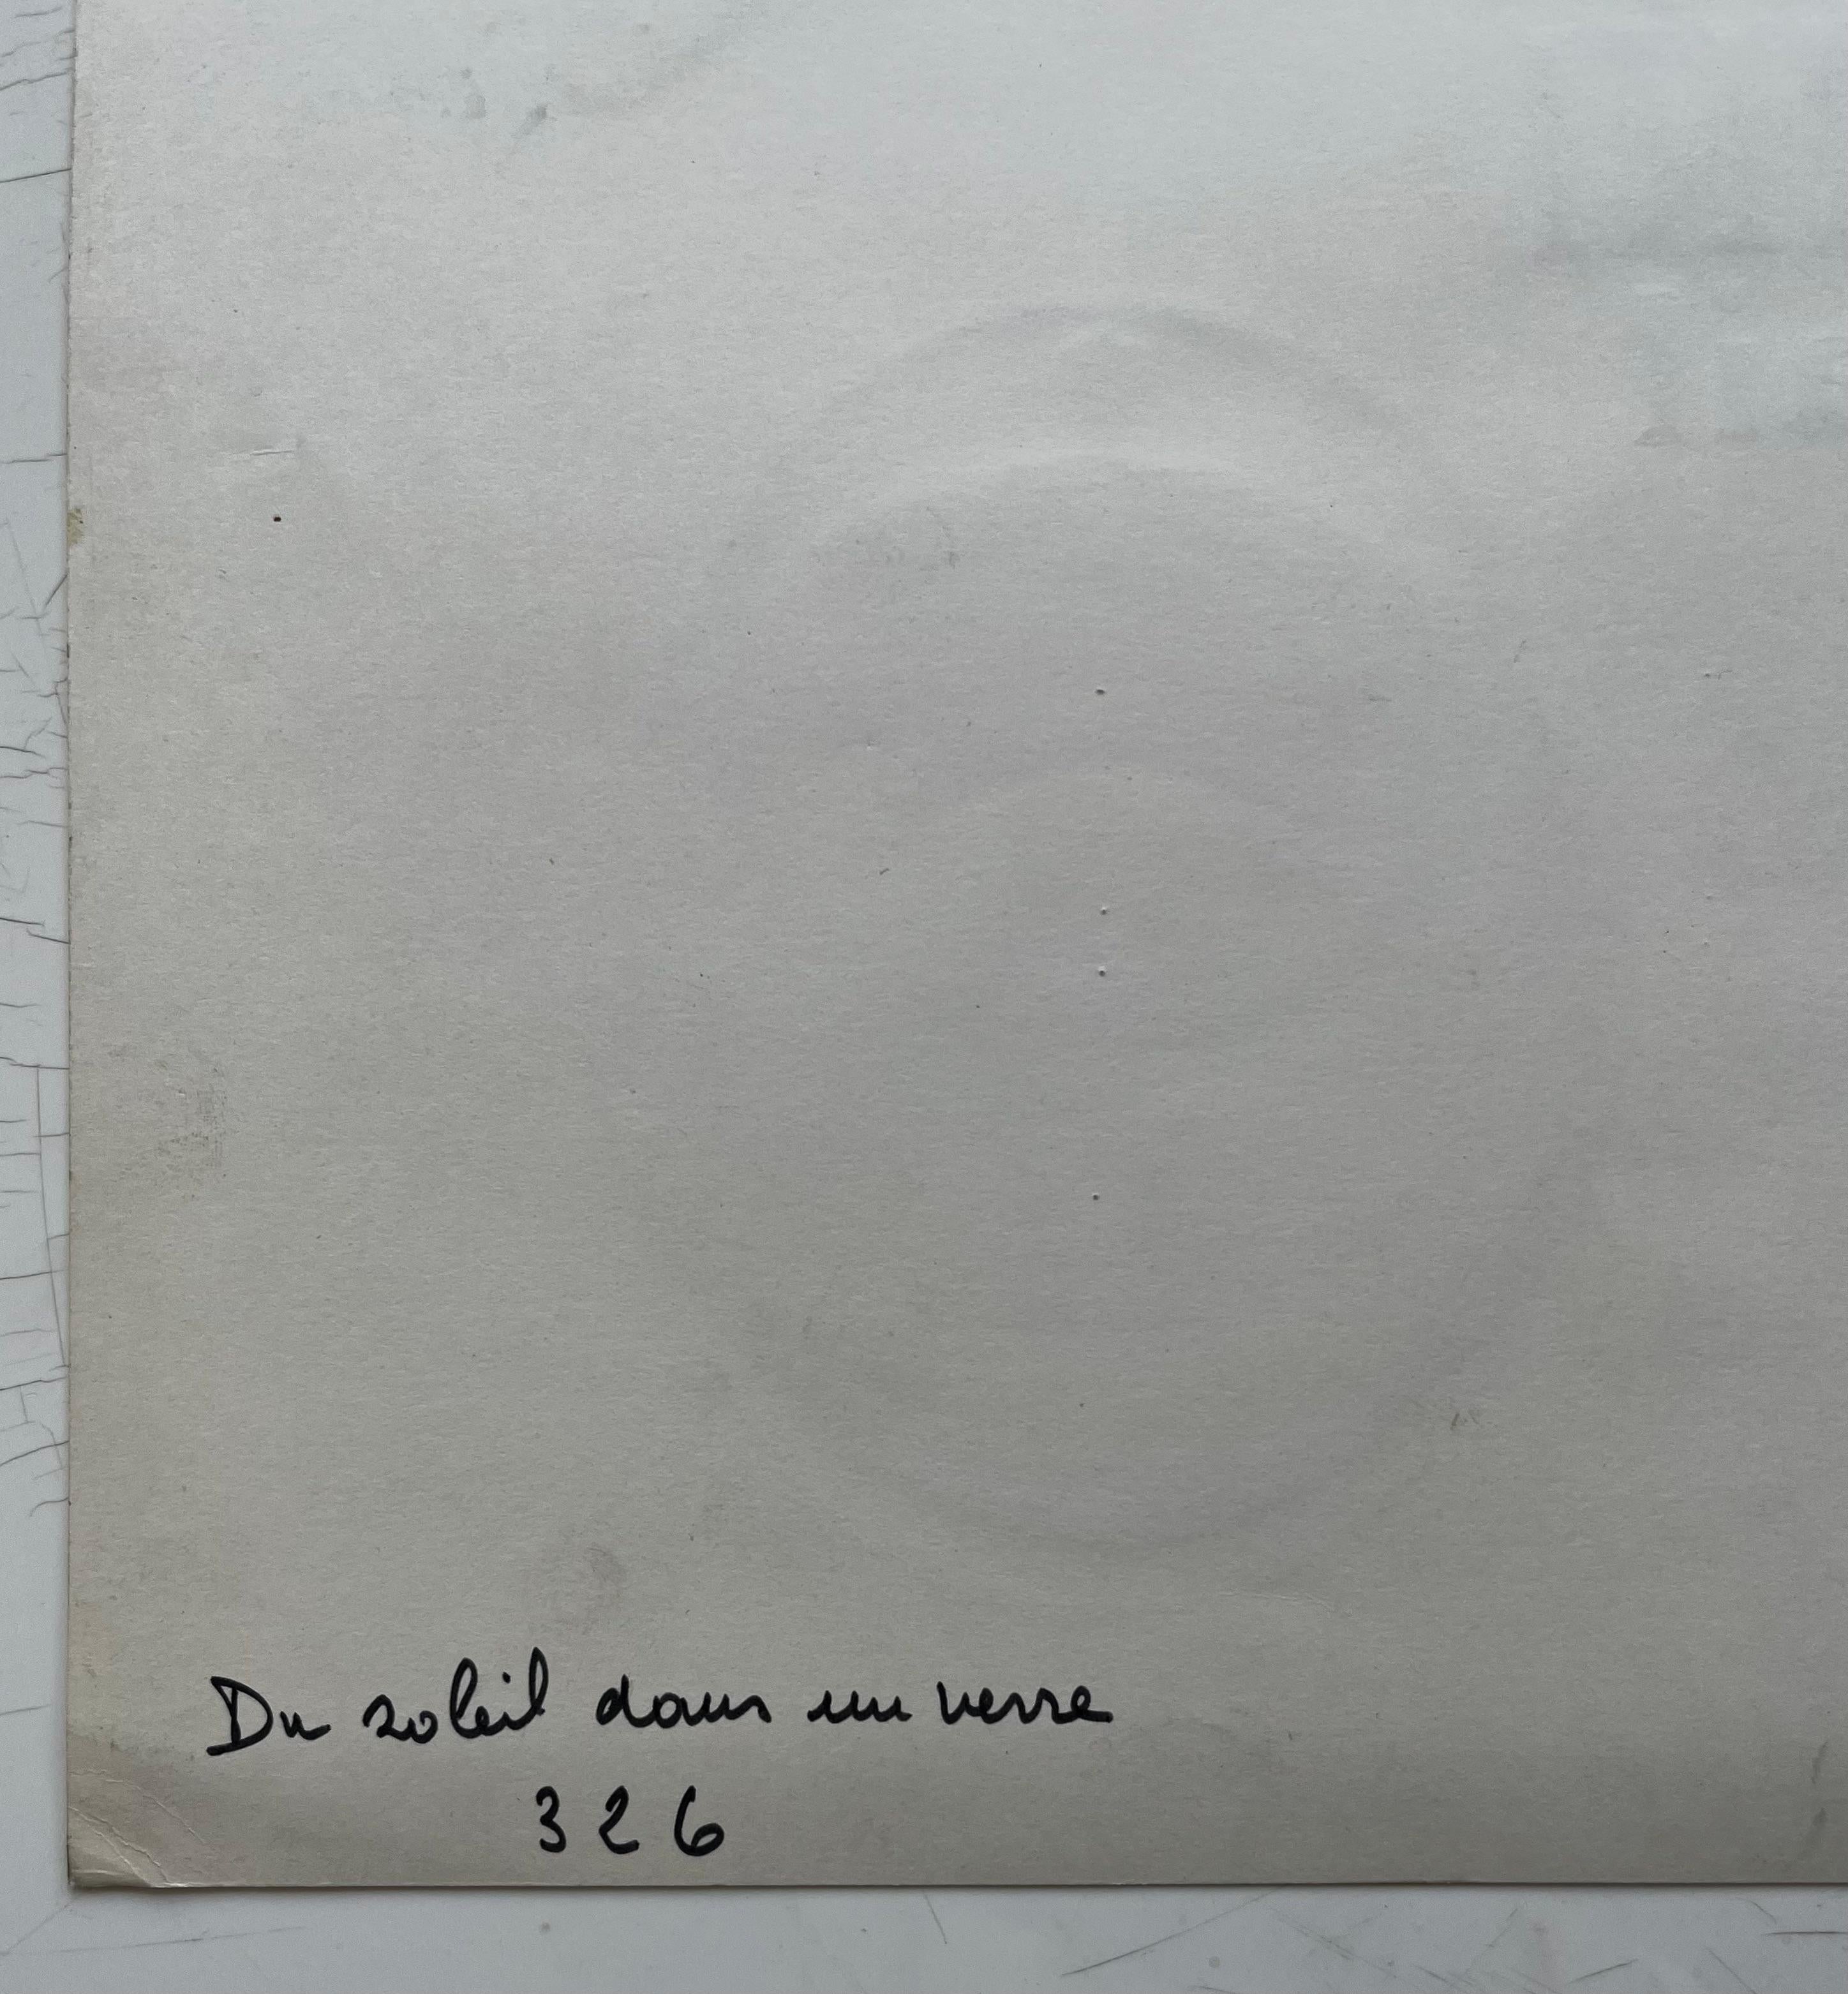 Du soleil dans un verre
326